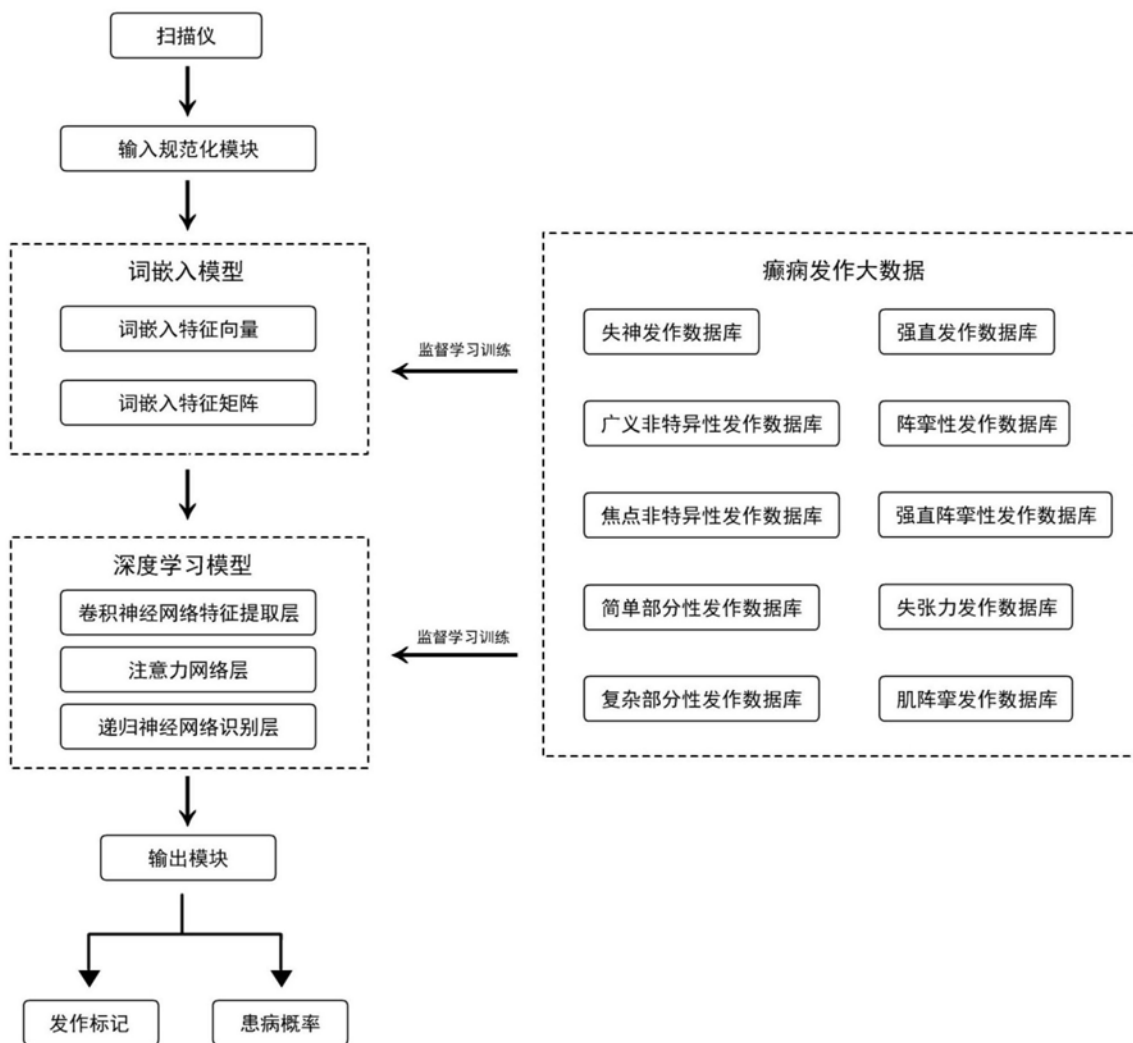 扫描仪
输入规范化模块
词嵌入模型
词嵌入特征向量
词嵌入特征矩阵
监督学习训练
深度学习模型
卷积神经网络特征提取层
注意力网络层
递归神经网络识别层
监督学习训练
输出模块
发作标记
患病概率
癫痫发作大数据
失神发作数据库
强直发作数据库
广义非特异性发作数据库
阵挛性发作数据库
焦点非特异性发作数据库
强直阵挛性发作数据库
简单部分性发作数据库
失张力发作数据库
复杂部分性发作数据库
肌阵挛发作数据库